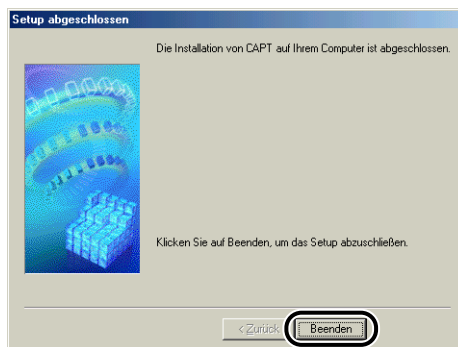 Setup abgeschlossen
Die Installation von CAPT auf Ihrem Computer ist abgeschlossen.
Klicken Sie auf Beenden, um das Setup abzuschließen.
< Zurück
Beenden